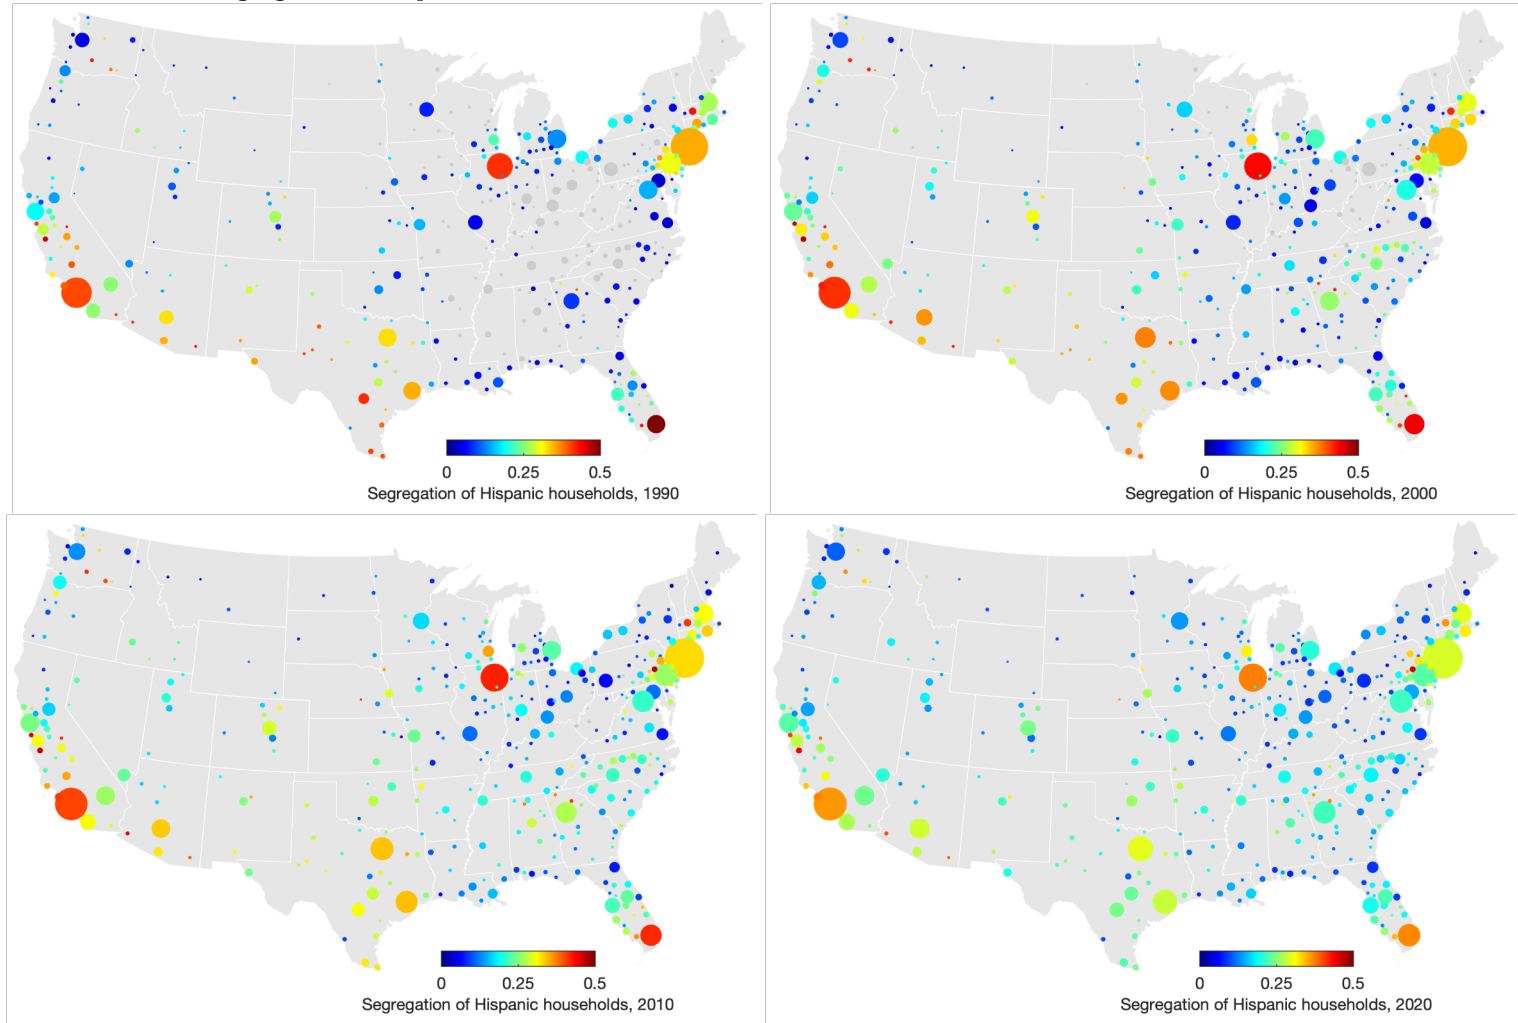 0 0.25 0.5
Segregation of Hispanic households, 1990
0 0.25 0.5
Segregation of Hispanic households, 2000
0 0.25 0.5
Segregation of Hispanic households, 2010
0 0.25 0.5
Segregation of Hispanic households, 2020